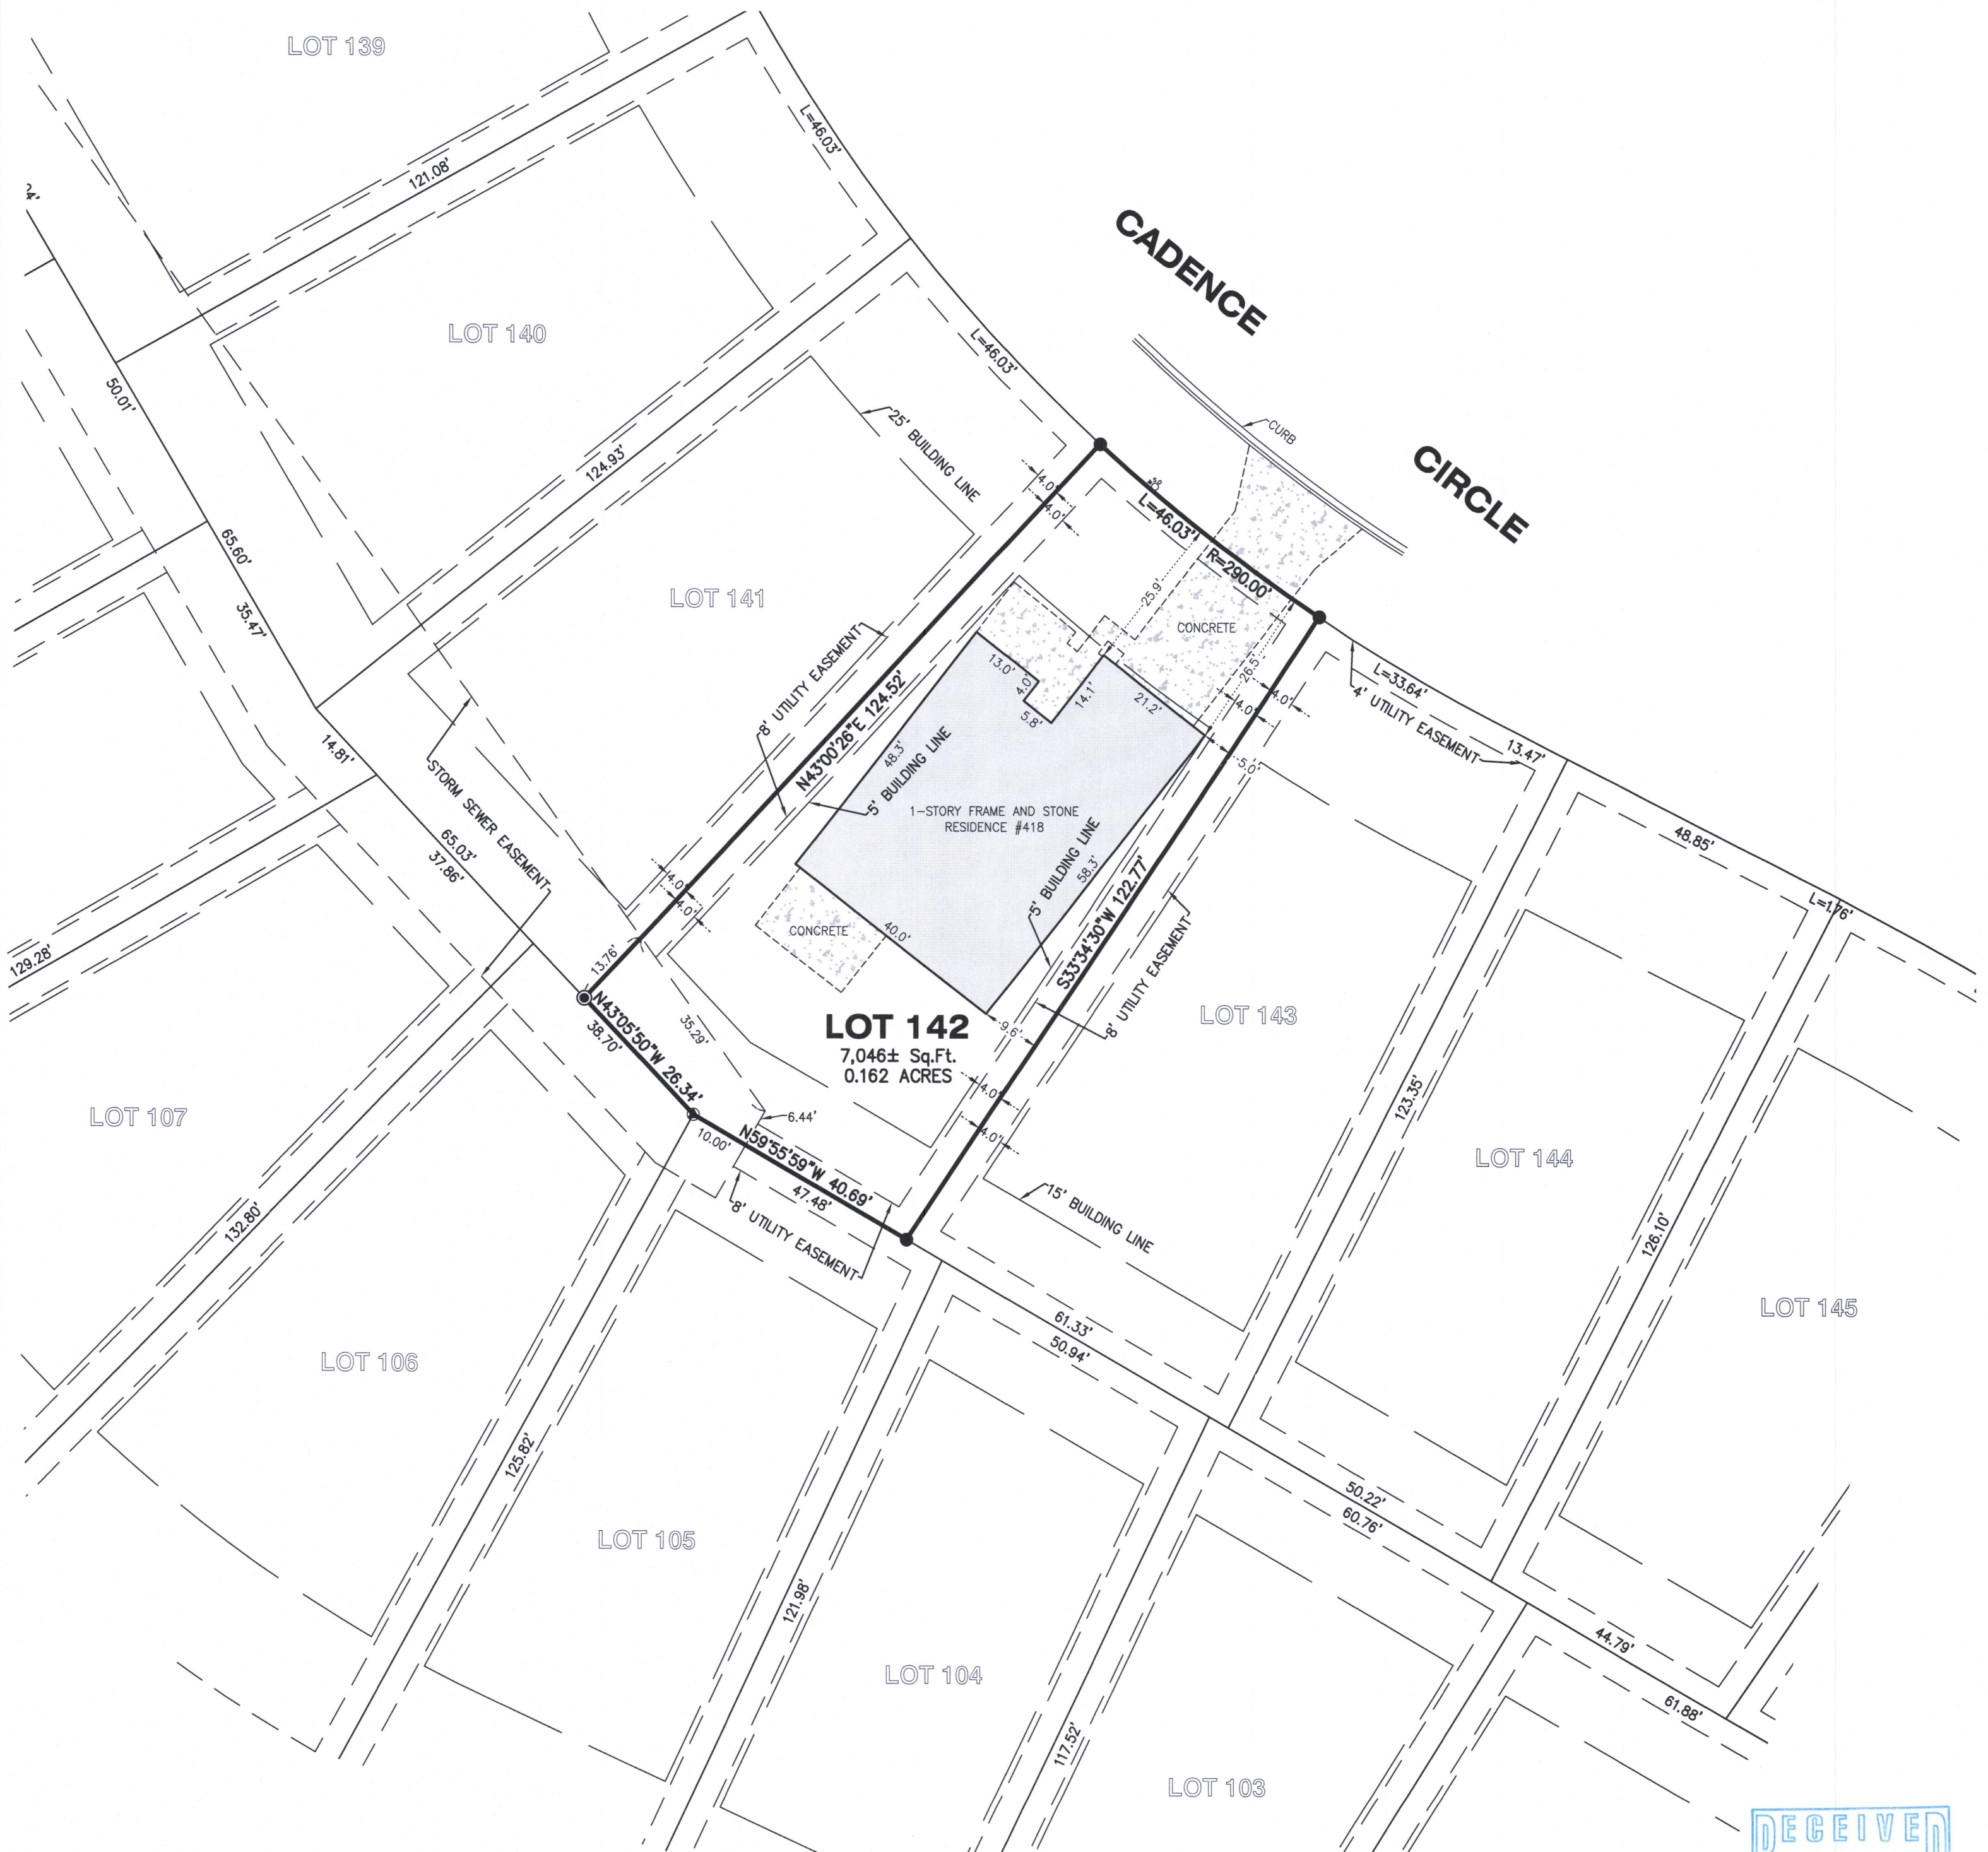 LOT 139
L=46.03'
121.08'
CADENCE
LOT 140
L=46.03'
50.01'
25' BUILDING LINE
CURB
CIRCLE
124.93'
4.0'
4.0'
L=46.03'
R=290.00'
65.60'
25.9'
35.47'
LOT 141
CONCRETE
8' UTILITY EASEMENT
N43°00'26"E 124.52'
13.0'
4.0'
5.8'
14.1'
21.2'
26.5'
4.0'
4.0'
L=33.64'
4' UTILITY EASEMENT
13.47'
14.81'
STORM SEWER EASEMENT
48.3'
5' BUILDING LINE
5.0'
1-STORY FRAME AND STONE
RESIDENCE #418
48.85'
65.03'
37.86'
5' BUILDING LINE
58.3'
S33°34'30"W 122.77'
L=1.76'
4.0'
4.0'
CONCRETE
40.0'
129.28'
13.76'
8' UTILITY EASEMENT
LOT 143
N43°05'50"W 26.34'
38.70'
35.29'
LOT 142
7,046± Sq.Ft.
0.162 ACRES
9.6'
4.0'
4.0'
LOT 107
6.44'
10.00'
N59°55'59"W 40.69'
47.48'
8' UTILITY EASEMENT
123.35'
LOT 144
15' BUILDING LINE
132.80'
126.10'
LOT 145
61.33'
50.94'
LOT 106
125.82'
50.22'
60.76'
LOT 105
121.98'
44.79'
LOT 104
61.88'
117.52'
LOT 103
RECEIVED